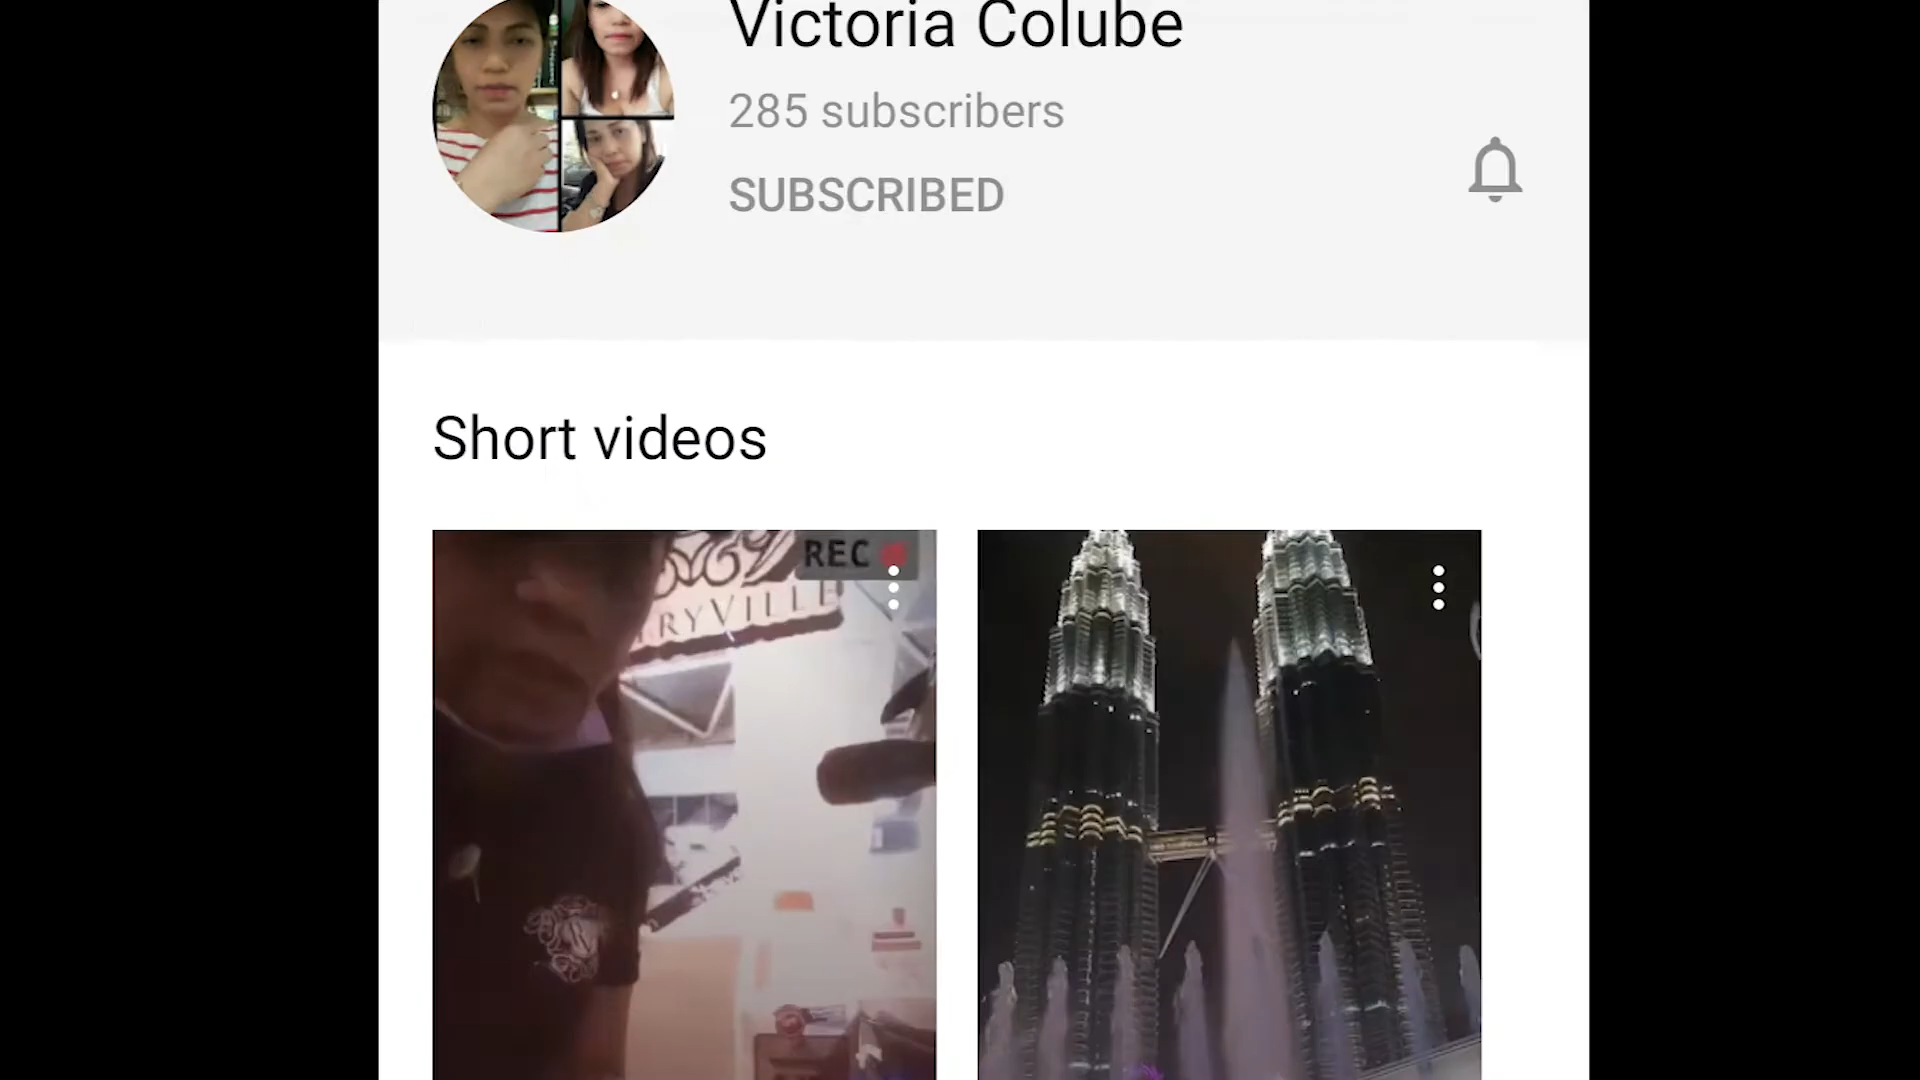 Victoria Colube
285 subscribers
SUBSCRIBED
Short videos
REC